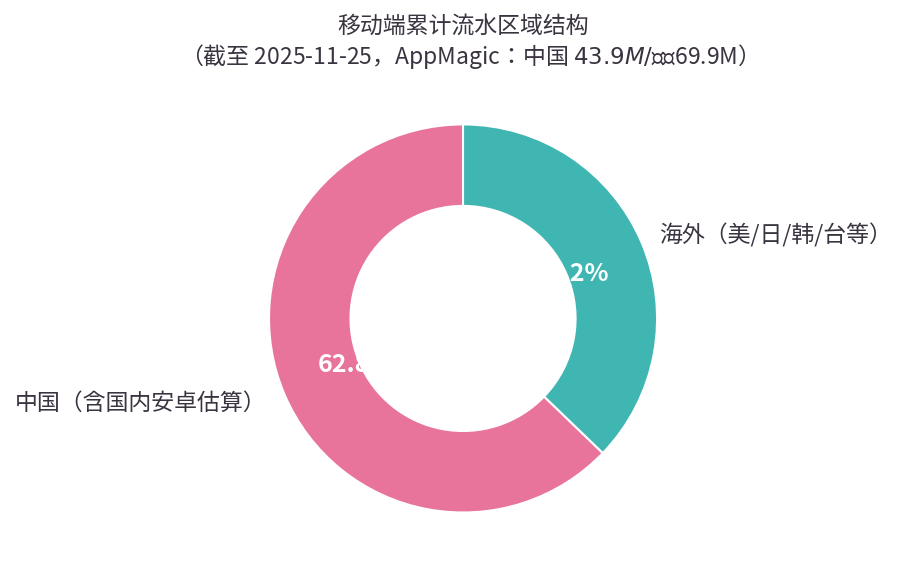 移动端累计流水区域结构
（截至 2025-11-25，AppMagic：中国 43.9M/69.9M）
海外（美/日/韩/台等）
2%
62.
中国（含国内安卓估算）